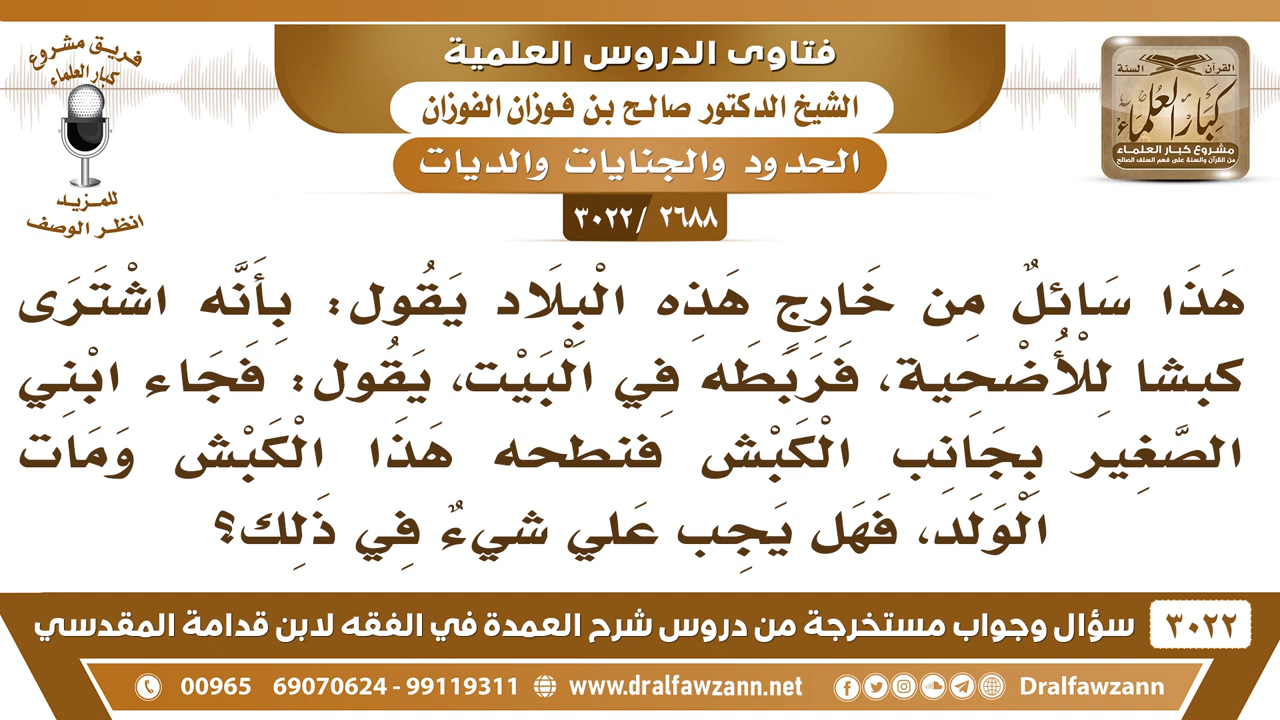 فريق مشروع
كبار العلماء
للمزيد
انظر الوصف
فتاوى الدروس العلمية
الشيخ الدكتور صالح بن فوزان الفوزان
الحدود والجنايات والديات
٢٦٨٨ / ٣٠٢٢
القرآن السنة
كبار العلماء
مشروع كبار العلماء
من القرآن والسنة على فهم السلف الصالح
هَذَا سَائلٌ مِن خَارِجِ هَذِه الْبِلَاد يَقُول: بِأَنَّه اشْتَرَى
كبشا لِلْأُضْحِية، فَرَبَطَه فِي الْبَيْت، يَقُول: فَجَاء ابْنِي
الصَّغِير بِجَانِب الْكَبْش فنطحه هَذَا الْكَبْش وَمَات
الْوَلَد، فَهَل يَجِب عَلي شيءٌ فِي ذَلِك؟
٣٠٢٢ سؤال وجواب مستخرجة من دروس شرح العمدة في الفقه لابن قدامة المقدسي
00965 69070624 - 99119311 www.dralfawzann.net Dralfawzann